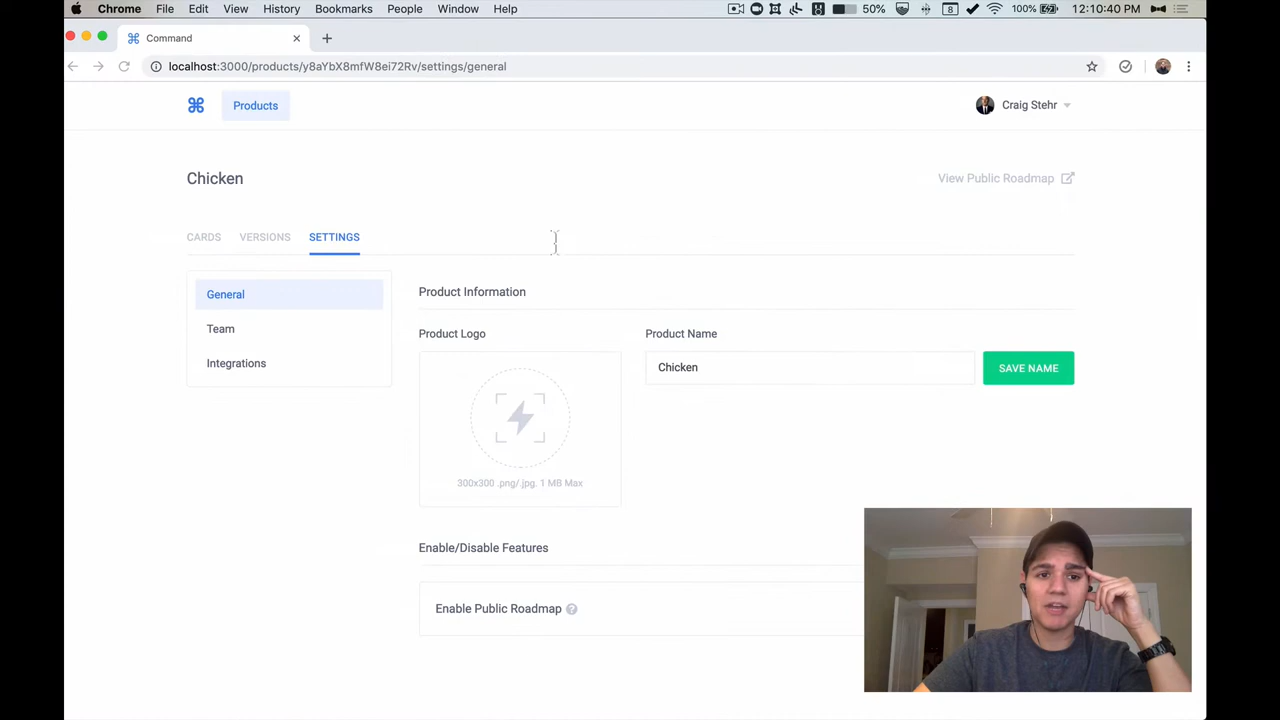 Chrome File Edit View History Bookmarks People Window Help 50% 8 100% 12:10:40 PM
Command
localhost:3000/products/y8aYbX8mfW8ei72Rv/settings/general
Products Craig Stehr
Chicken View Public Roadmap
CARDS VERSIONS SETTINGS
General
Team
Integrations
Product Information
Product Logo Product Name
Chicken SAVE NAME
300x300 .png/.jpg. 1 MB Max
Enable/Disable Features
Enable Public Roadmap ?